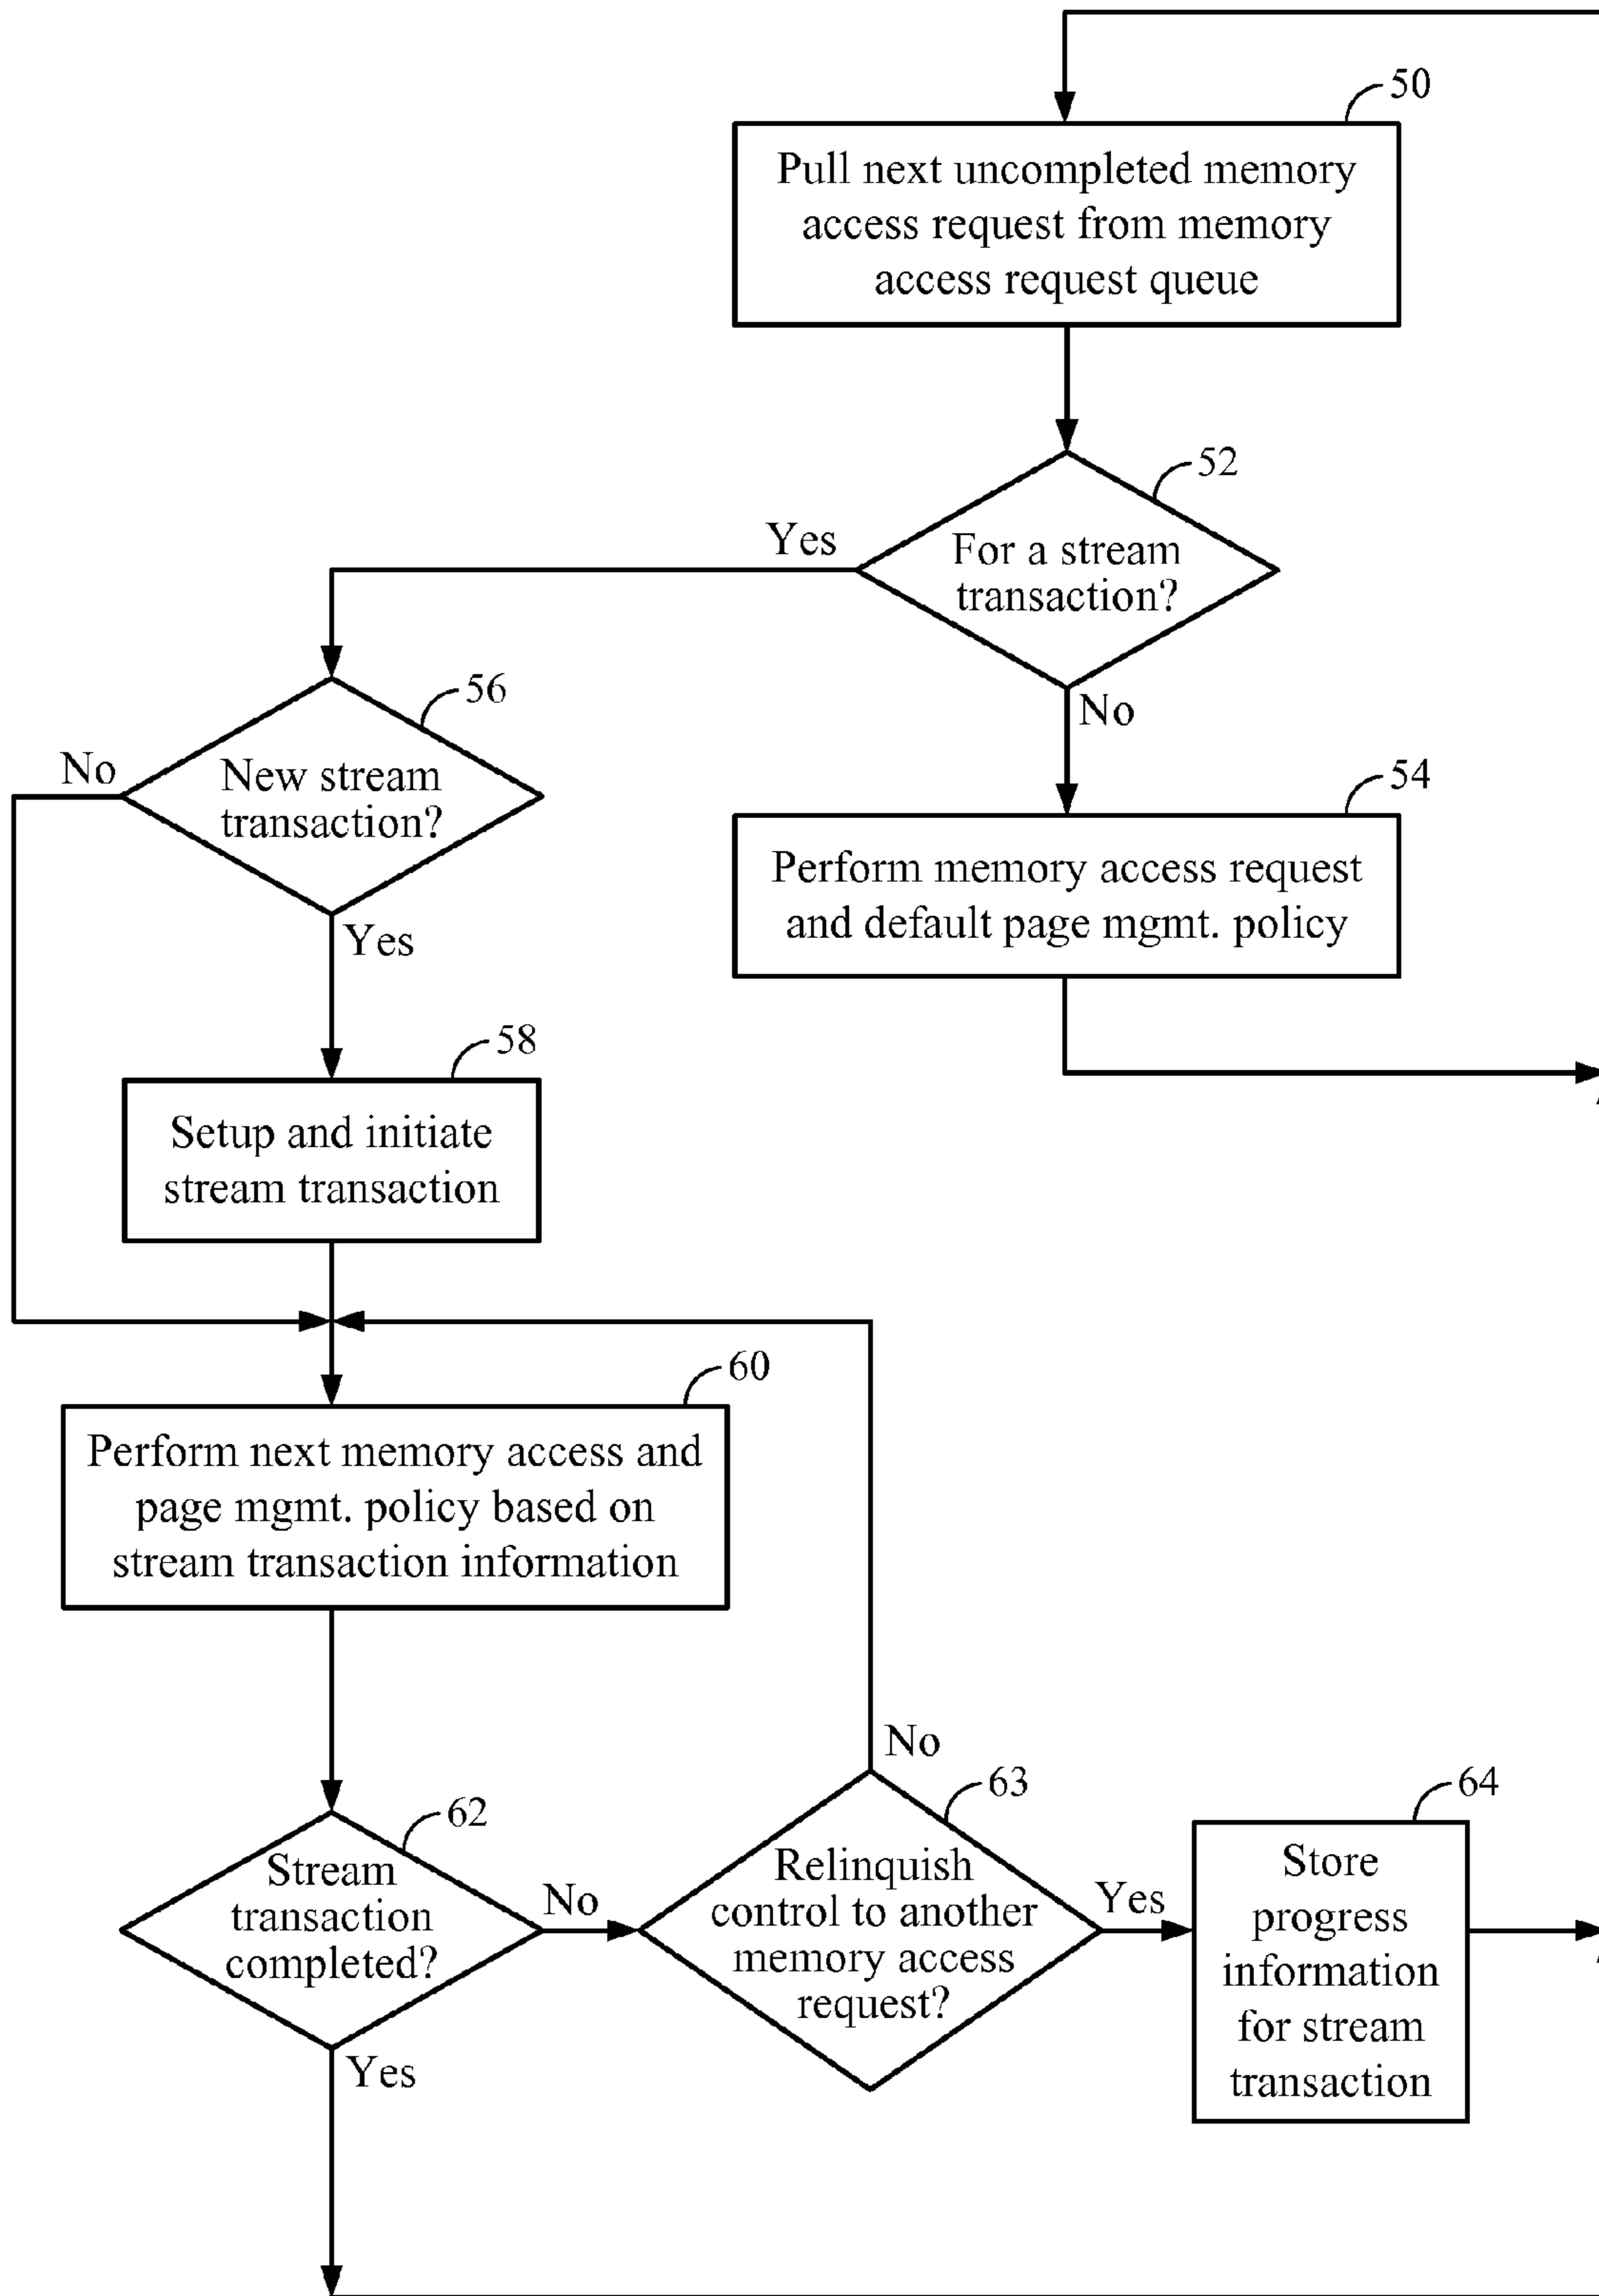 50
Pull next uncompleted memory
access request from memory
access request queue
52
Yes
For a stream
transaction?
No
56
No
New stream
transaction?
Yes
54
Perform memory access request
and default page mgmt. policy
58
Setup and initiate
stream transaction
60
Perform next memory access and
page mgmt. policy based on
stream transaction information
No
62
Stream
transaction
completed?
No
Yes
63
Relinquish
control to another
memory access
request?
Yes
64
Store
progress
information
for stream
transaction